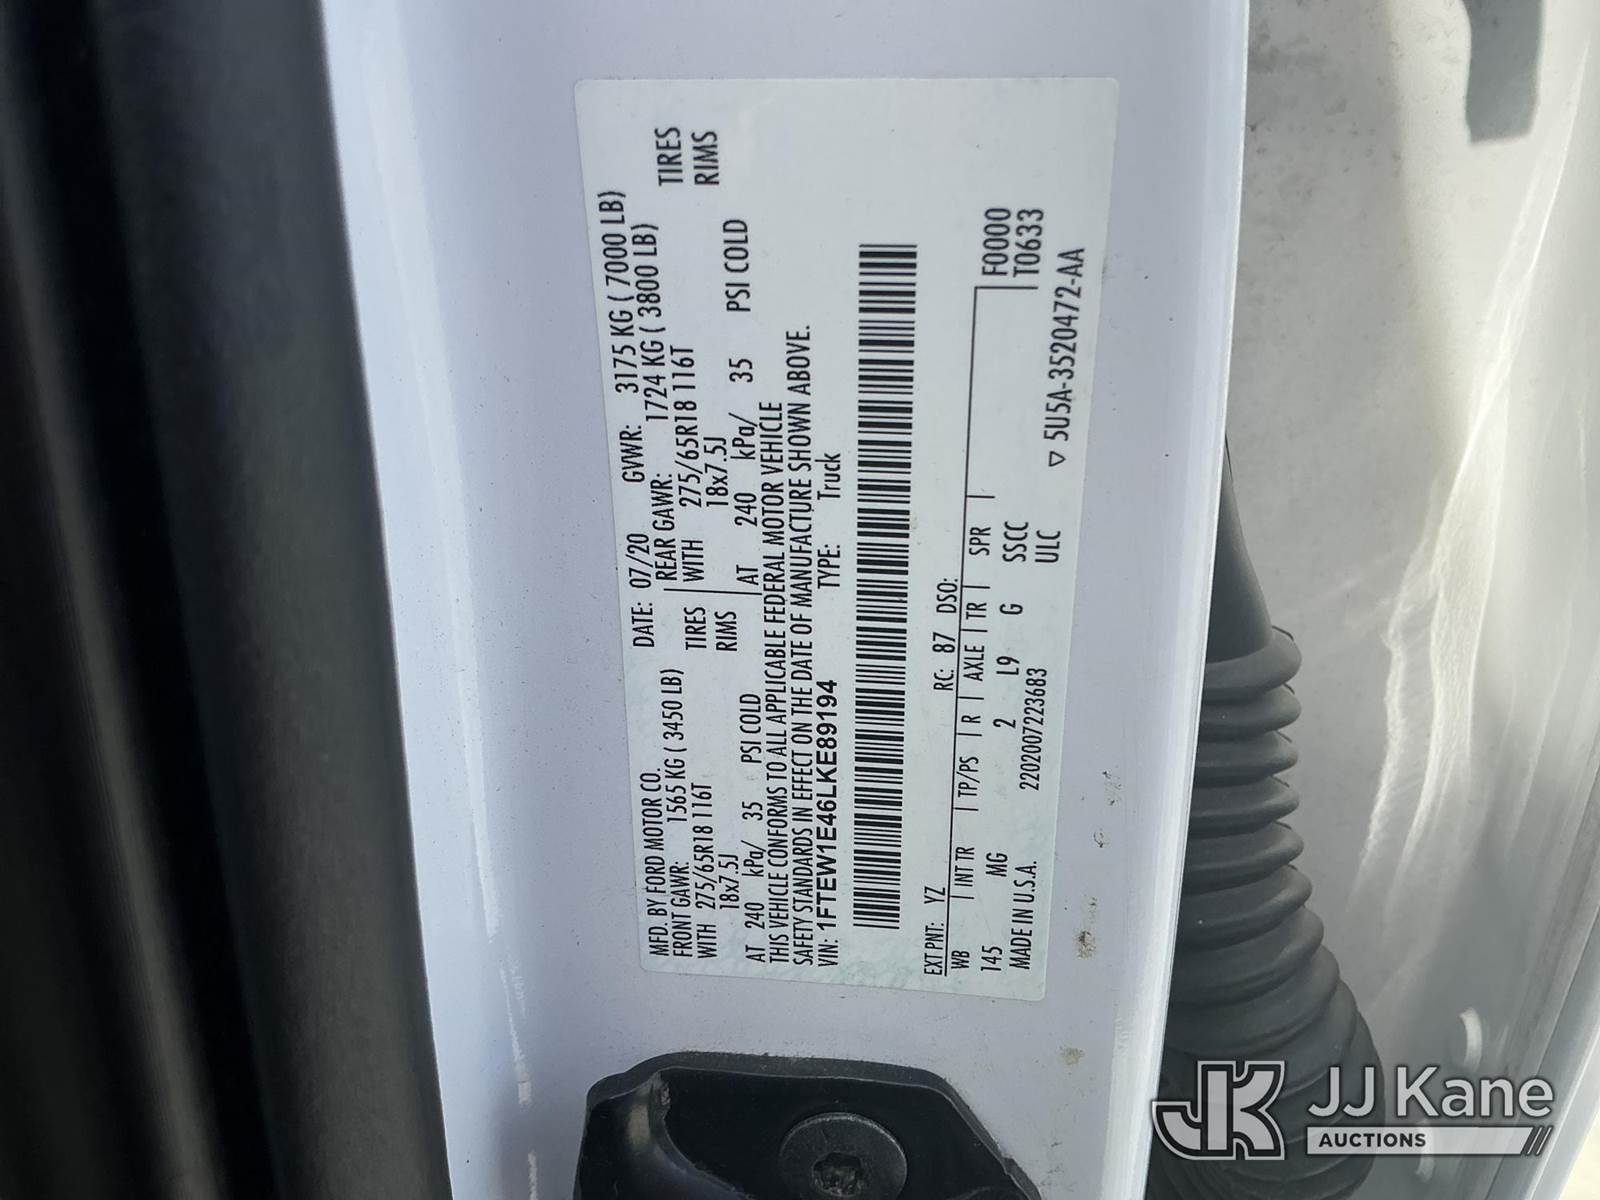 MFD. BY FORD MOTOR CO.
DATE: 07/20 GVWR: 3175 KG ( 7000 LB)
FRONT GAWR: 1565 KG ( 3450 LB)
REAR GAWR: 1724 KG ( 3800 LB)
WITH 275/65R18 116T TIRES
WITH 275/65R18 116T TIRES
18x7.5J RIMS
18x7.5J RIMS
AT 240 kPa/ 35 PSI COLD
AT 240 kPa/ 35 PSI COLD
THIS VEHICLE CONFORMS TO ALL APPLICABLE FEDERAL MOTOR VEHICLE
SAFETY STANDARDS IN EFFECT ON THE DATE OF MANUFACTURE SHOWN ABOVE.
VIN: 1FTEW1E46LKE89194 TYPE: Truck
EXT PNT: YZ RC: 87 DSO:
WB INT TR TP/PS R AXLE TR SPR
F0000
T0633
145 MG 2 L9 G SSCC
MADE IN U.S.A. 2202007223683 ULC
▽ 5U5A-3520472-AA
JK JJ Kane
AUCTIONS